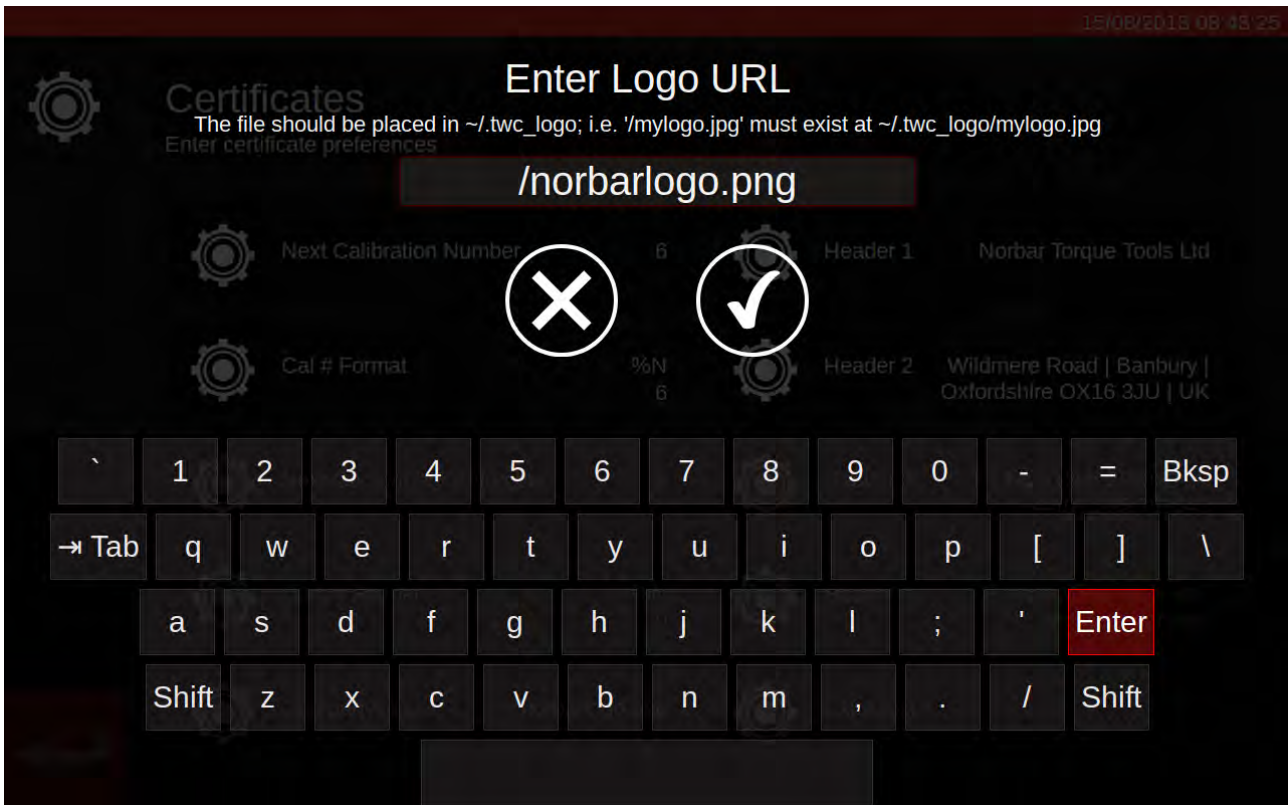 15/08/2018 08:48:25
Enter Logo URL
Certificates
The file should be placed in ~/.twc_logo; i.e. '/mylogo.jpg' must exist at ~/.twc_logo/mylogo.jpg
Enter certificate preferences
/norbarlogo.png
Next Calibration Number 6 Header 1 Norbar Torque Tools Ltd
Cal # Format %N Header 2 Wildmere Road | Banbury |
6 Oxfordshire OX16 3JU | UK
` 1 2 3 4 5 6 7 8 9 0 - = Bksp
⇥ Tab q w e r t y u i o p [ ] \
a s d f g h j k l ; ' Enter
Shift z x c v b n m , . / Shift